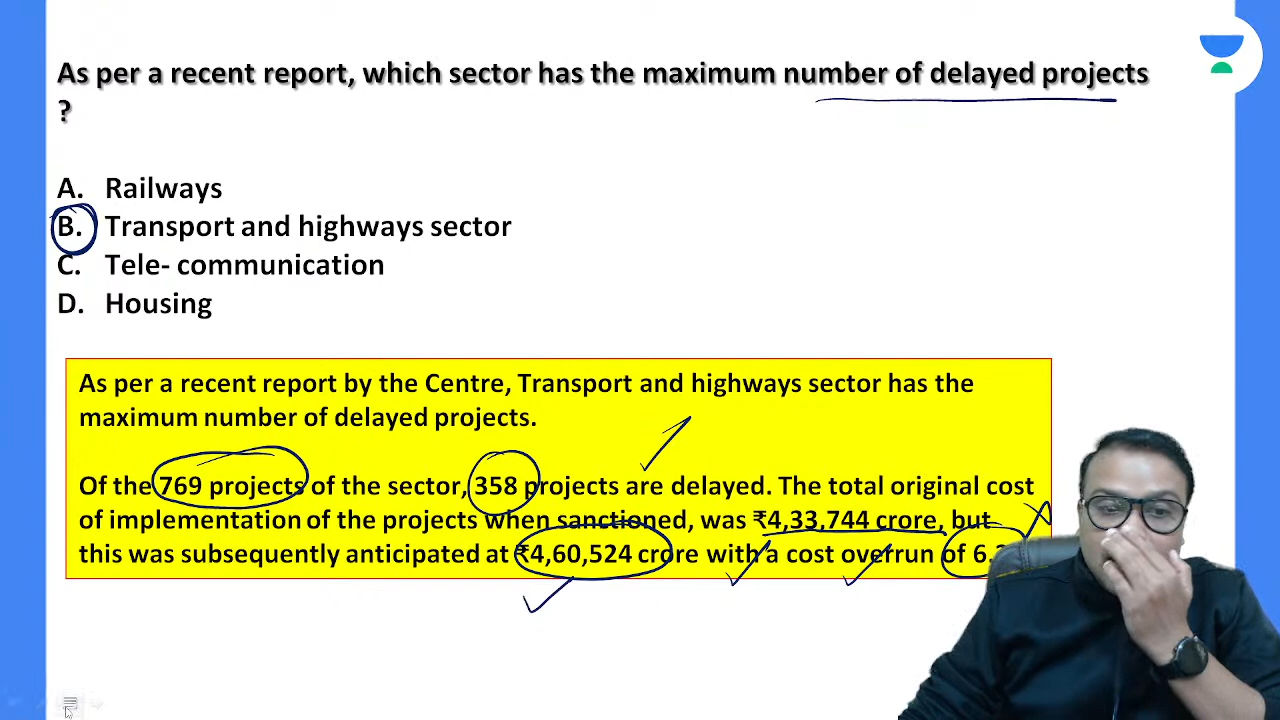 As per a recent report, which sector has the maximum number of delayed projects
?
A. Railways
B. Transport and highways sector
C. Tele- communication
D. Housing
As per a recent report by the Centre, Transport and highways sector has the
maximum number of delayed projects.
Of the 769 projects of the sector, 358 projects are delayed. The total original cost
of implementation of the projects when sanctioned, was ₹4,33,744 crore, but
this was subsequently anticipated at ₹4,60,524 crore with a cost overrun of